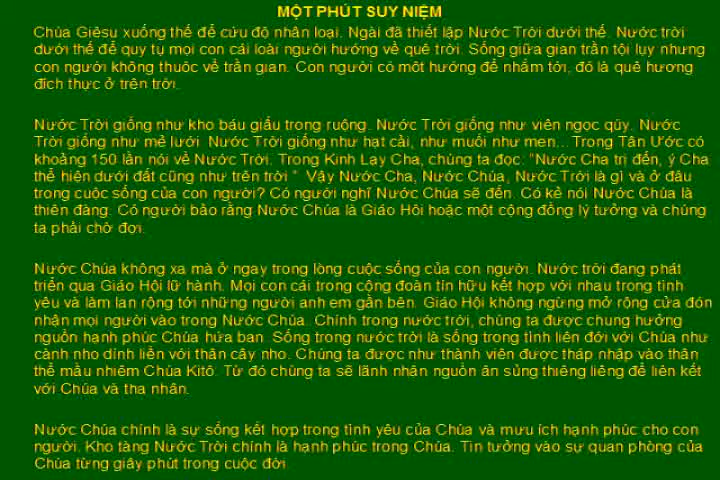 MỘT PHÚT SUY NIỆM
Chúa Giêsu xuống thế để cứu độ nhân loại. Ngài đã thiết lập Nước Trời dưới thế. Nước trời
dưới thế để quy tụ mọi con cái loài người hướng về quê trời. Sống giữa gian trần tội lụy nhưng
con người không thuộc về trần gian. Con người có một hướng để nhắm tới, đó là quê hương
đích thực ở trên trời.
Nước Trời giống như kho báu giấu trong ruộng. Nước Trời giống như viên ngọc qúy. Nước
Trời giống như mẻ lưới. Nước Trời giống như hạt cải, như muối như men... Trong Tân Ước có
khoảng 150 lần nói về Nước Trời. Trong Kinh Lạy Cha, chúng ta đọc: "Nước Cha trị đến, ý Cha
thể hiện dưới đất cũng như trên trời." Vậy Nước Cha, Nước Chúa, Nước Trời là gì và ở đâu
trong cuộc sống của con người? Có người nghĩ Nước Chúa sẽ đến. Có kẻ nói Nước Chúa là
thiên đàng. Có người bảo rằng Nước Chúa là Giáo Hội hoặc một cộng đồng lý tưởng và chúng
ta phải chờ đợi.
Nước Chúa không xa mà ở ngay trong lòng cuộc sống của con người. Nước trời đang phát
triển qua Giáo Hội lữ hành. Mọi con cái trong cộng đoàn tín hữu kết hợp với nhau trong tình
yêu và làm lan rộng tới những người anh em gần bên. Giáo Hội không ngừng mở rộng cửa đón
nhận mọi người vào trong Nước Chúa. Chính trong nước trời, chúng ta được chung hưởng
nguồn hạnh phúc Chúa hứa ban. Sống trong nước trời là sống trong tình liên đới với Chúa như
cành nho dính liền với thân cây nho. Chúng ta được như thành viên được tháp nhập vào thân
thể mầu nhiệm Chúa Kitô. Từ đó chúng ta sẽ lãnh nhận nguồn ân sủng thiêng liêng để liên kết
với Chúa và tha nhân.
Nước Chúa chính là sự sống kết hợp trong tình yêu của Chúa và mưu ích hạnh phúc cho con
người. Kho tàng Nước Trời chính là hạnh phúc trong Chúa. Tin tưởng vào sự quan phòng của
Chúa từng giây phút trong cuộc đời.